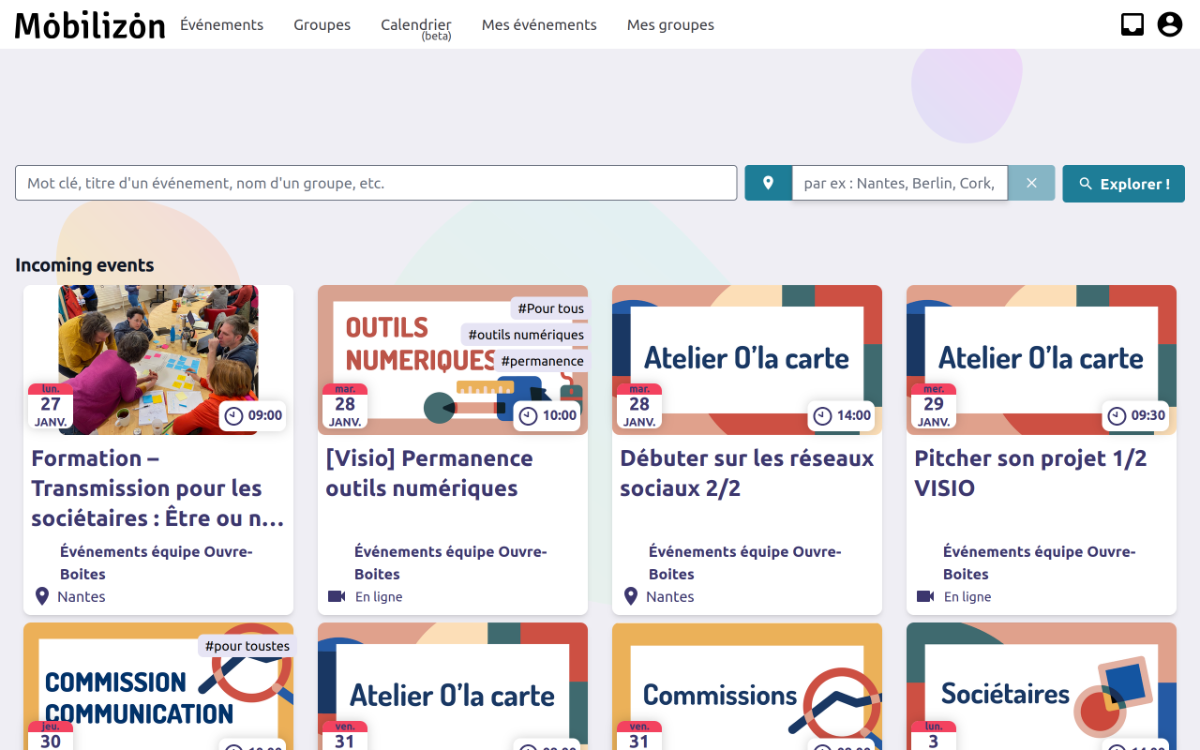 Mobilizon
Événements
Groupes
Calendrier
(beta)
Mes événements
Mes groupes
Mot clé, titre d'un événement, nom d'un groupe, etc.
par ex : Nantes, Berlin, Cork,
Explorer !
Incoming events
lun.
27
JANV.
09:00
Formation –
Transmission pour les
sociétaires : Être ou n…
Événements équipe Ouvre-
Boites
Nantes
#Pour tous
#outils numériques
#permanence
OUTILS
NUMERIQUES
mar.
28
JANV.
10:00
[Visio] Permanence
outils numériques
Événements équipe Ouvre-
Boites
En ligne
Atelier O'la carte
mar.
28
JANV.
14:00
Débuter sur les réseaux
sociaux 2/2
Événements équipe Ouvre-
Boites
Nantes
Atelier O'la carte
mer.
29
JANV.
09:30
Pitcher son projet 1/2
VISIO
Événements équipe Ouvre-
Boites
En ligne
#pour toustes
COMMISSION
COMMUNICATION
jeu.
30
Atelier O'la carte
ven.
31
Commissions
ven.
31
Sociétaires
lun.
3